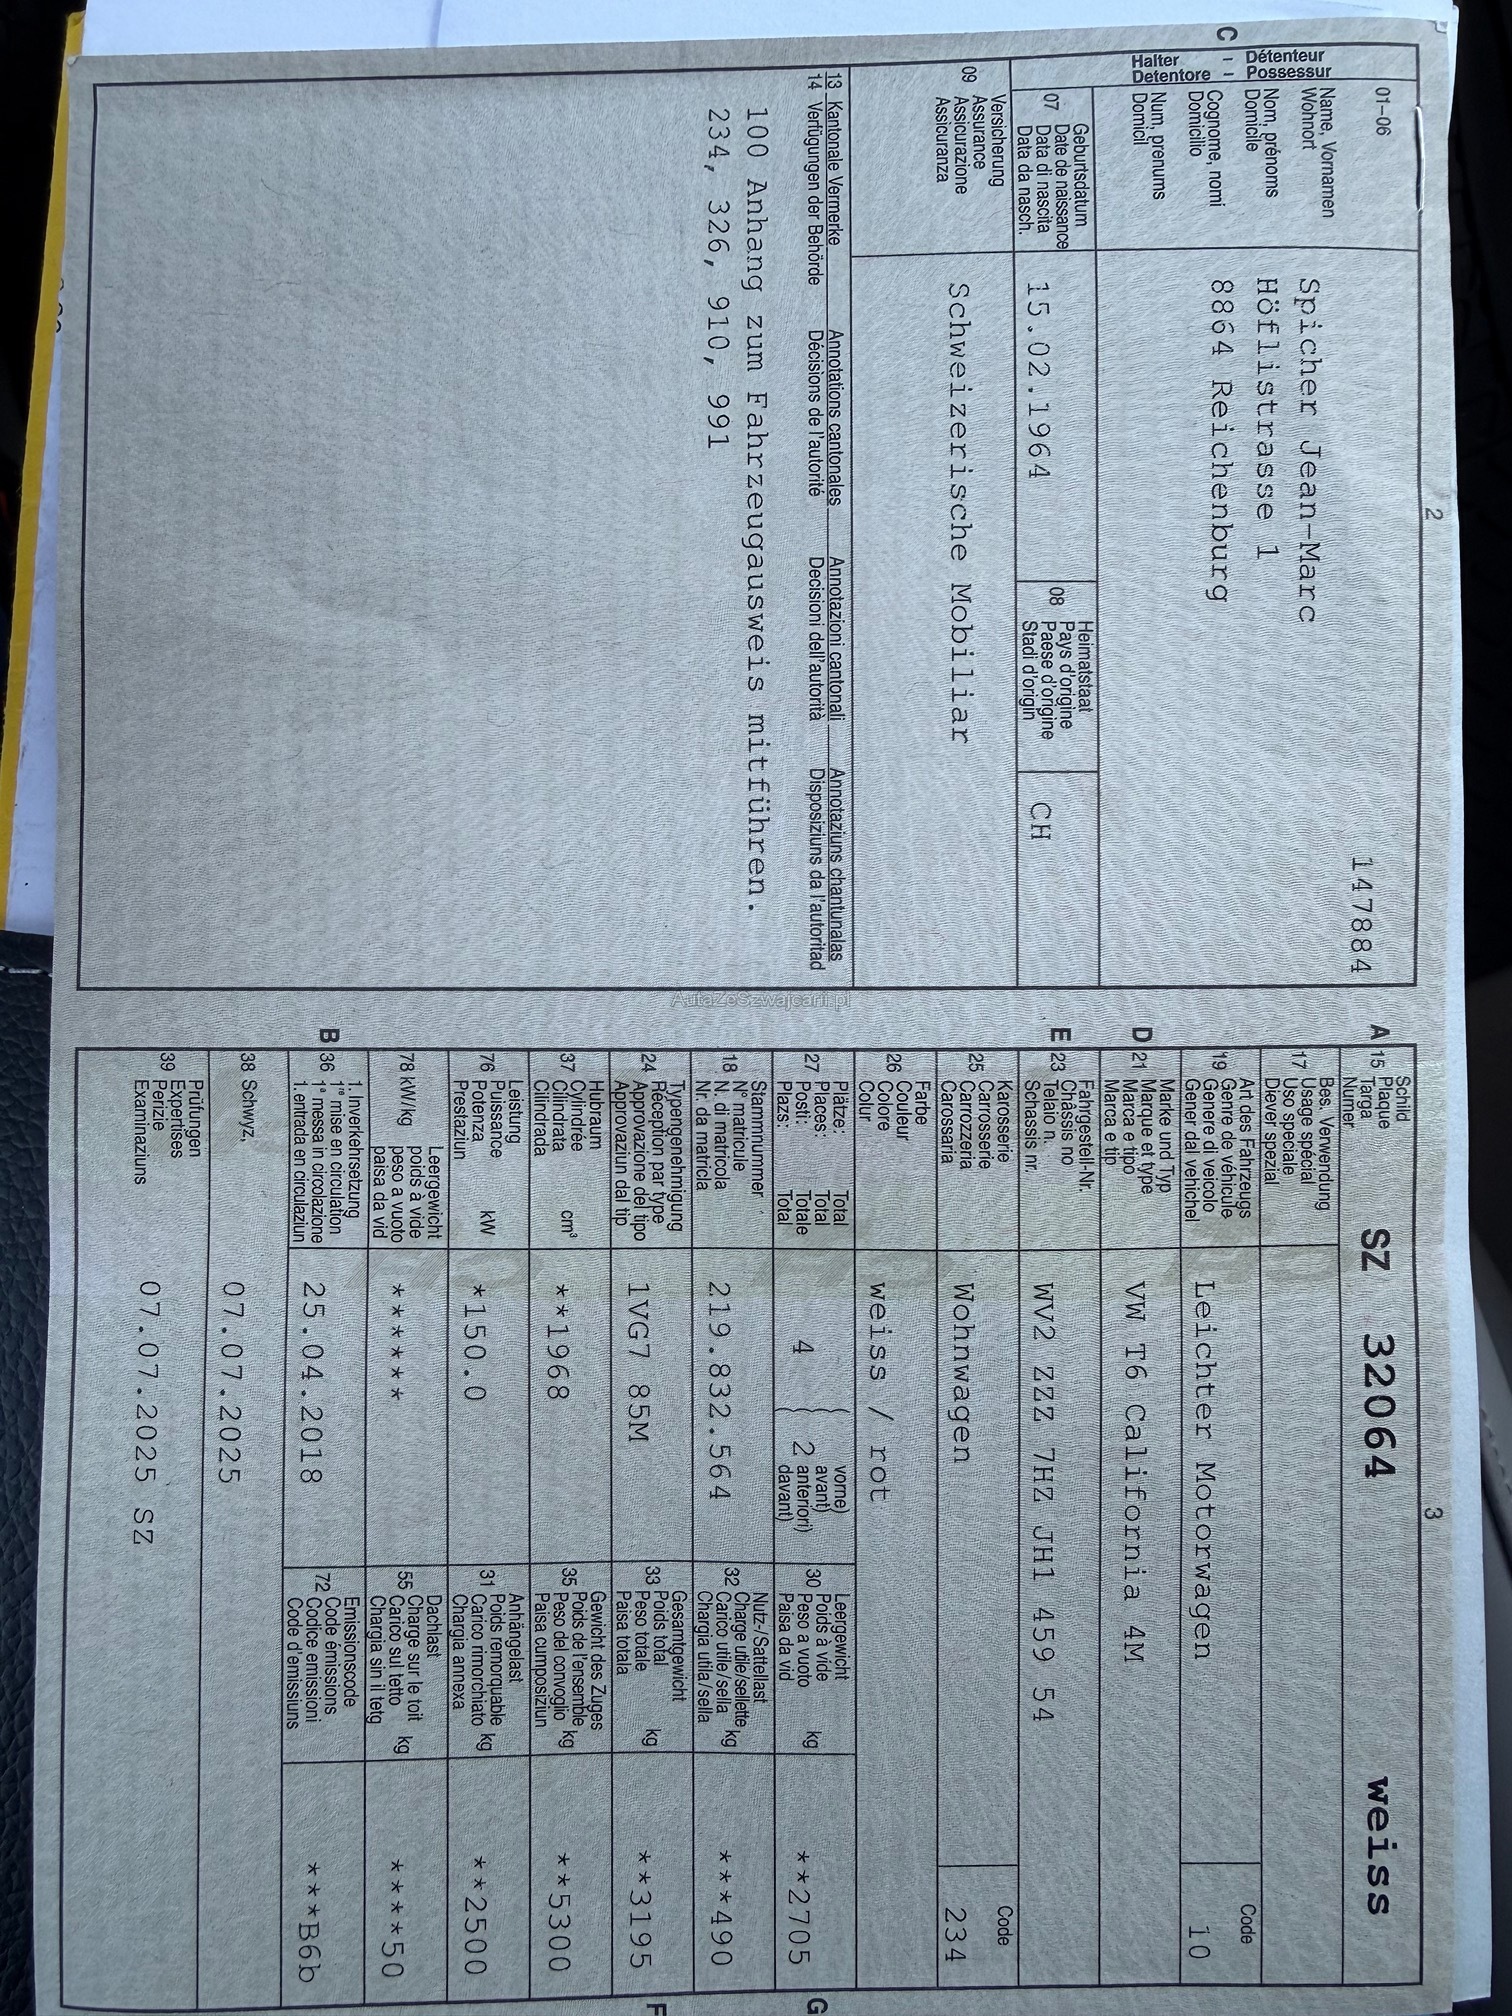 2
01–06
147884
C
Halter – Détenteur
Detentore – Possessur
Name, Vornamen
Wohnort
Nom, prénoms
Domicile
Cognome, nomi
Domicilio
Num, prenums
Domicil
Spicher Jean-Marc
Höflistrasse 1
8864 Reichenburg
07
Geburtsdatum
Date de naissance
Data di nascita
Data da nasch.
15.02.1964
08
Heimatstaat
Pays d'origine
Paese d'origine
Stadi d'origin
CH
09
Versicherung
Assurance
Assicurazione
Assicuranza
Schweizerische Mobiliar
13 Kantonale Vermerke Annotations cantonales Annotazioni cantonali Annotaziuns chantunalas
14 Verfügungen der Behörde Décisions de l'autorité Decisioni dell'autorità Disposiziuns da l'autoritad
100 Anhang zum Fahrzeugausweis mitführen.
234, 326, 910, 991
AutaZeSzwajcarii.pl
3
A 15
Schild
Plaque
Targa
Numer
SZ 32064 weiss
17
Bes. Verwendung
Usage spécial
Uso speciale
Diever spezial
19
Art des Fahrzeugs
Genre de véhicule
Genere di veicolo
Gener dal vehichel
Leichter Motorwagen
Code
10
D 21
Marke und Typ
Marque et type
Marca e tipo
Marca e tip
VW T6 California 4M
E 23
Fahrgestell-Nr.
Châssis no
Telaio n.
Schassis nr.
WV2 ZZZ 7HZ JH1 459 54
25
Karosserie
Carrosserie
Carrozzeria
Carossaria
Wohnwagen
Code
234
26
Farbe
Couleur
Colore
Colur
weiss / rot
27
Plätze: Total
Places: Total
Posti: Totale
Plazs: Total
4 ( 2
vorne)
avant)
anteriori)
davant)
30
Leergewicht
Poids à vide
Peso a vuoto kg
Paisa da vid
**2705
G
18
Stammnummer
N° matricule
N. di matricola
Nr. da matricla
219.832.564
32
Nutz-/Sattellast
Charge utile/sellette kg
Carico utile/sella
Chargia utila/sella
***490
24
Typengenehmigung
Réception par type
Approvazione del tipo
Approvaziun dal tip
1VG7 85M
33
Gesamtgewicht
Poids total
Peso totale kg
Paisa totala
**3195
F
37
Hubraum
Cylindrée
Cilindrata cm³
Cilindrada
**1968
35
Gewicht des Zuges
Poids de l'ensemble
Peso del convoglio kg
Paisa cumposiziun
**5300
76
Leistung
Puissance
Potenza kW
Prestaziun
*150.0
31
Anhängelast
Poids remorquable
Carico rimorchiato kg
Chargia annexa
**2500
78 kW/kg
Leergewicht
poids à vide
peso a vuoto
paisa da vid
******
55
Dachlast
Charge sur le toit
Carico sul tetto kg
Chargia sin il tetg
****50
B 36
1. Inverkehrsetzung
1re mise en circulation
1a messa in circolazione
1. entrada en circulaziun
25.04.2018
72
Emissionscode
Code émissions
Codice emissioni
Code d'emissiuns
***B6b
38 Schwyz,
07.07.2025
39
Prüfungen
Expertises
Perizie
Examinaziuns
07.07.2025 SZ